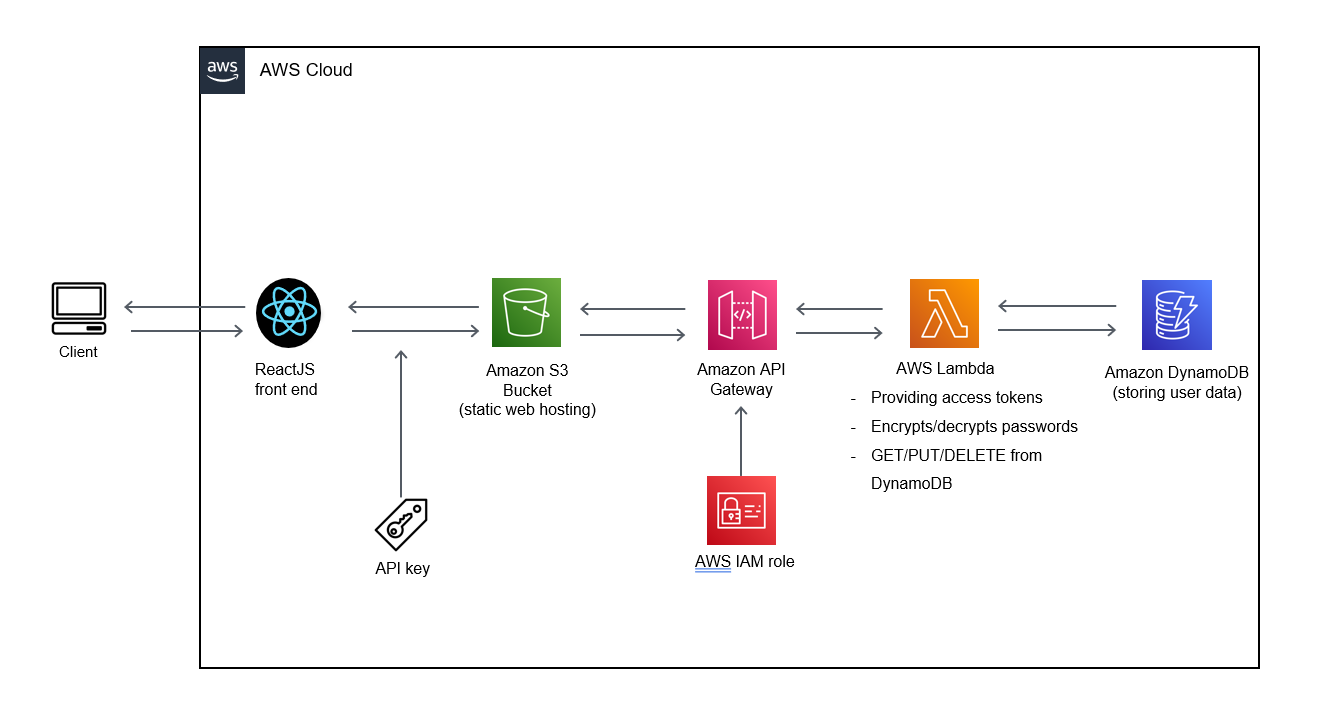 aws
AWS Cloud
Client
ReactJS
front end
Amazon S3
Bucket
(static web hosting)
</>
Amazon API
Gateway
AWS Lambda
- Providing access tokens
- Encrypts/decrypts passwords
- GET/PUT/DELETE from
DynamoDB
Amazon DynamoDB
(storing user data)
API key
AWS IAM role